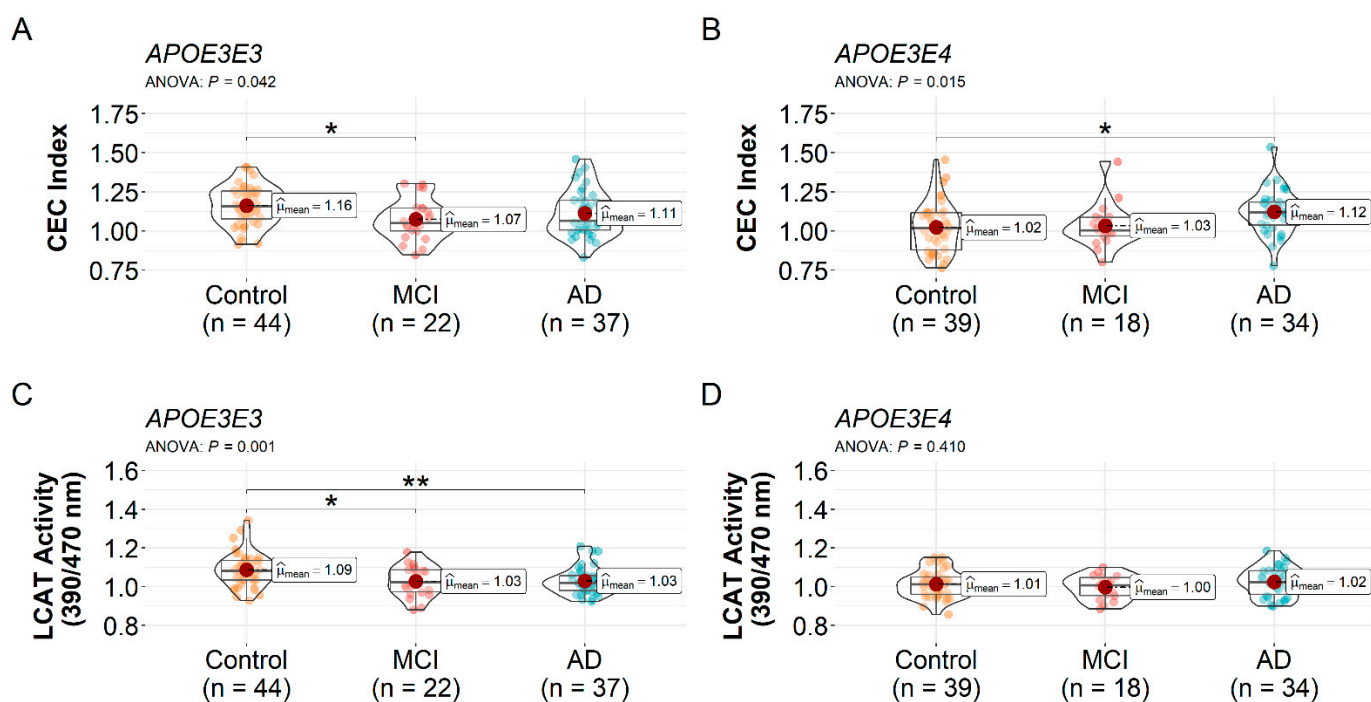 A
APOE3E3
ANOVA: P = 0.042
CEC Index
1.75
1.50
1.25
1.00
0.75
*
μ̂mean = 1.16
μ̂mean = 1.07
μ̂mean = 1.11
Control
(n = 44)
MCI
(n = 22)
AD
(n = 37)
B
APOE3E4
ANOVA: P = 0.015
CEC Index
1.75
1.50
1.25
1.00
0.75
*
μ̂mean = 1.02
μ̂mean = 1.03
μ̂mean = 1.12
Control
(n = 39)
MCI
(n = 18)
AD
(n = 34)
C
APOE3E3
ANOVA: P = 0.001
LCAT Activity
(390/470 nm)
1.6
1.4
1.2
1.0
0.8
**
*
μ̂mean = 1.09
μ̂mean = 1.03
μ̂mean = 1.03
Control
(n = 44)
MCI
(n = 22)
AD
(n = 37)
D
APOE3E4
ANOVA: P = 0.410
LCAT Activity
(390/470 nm)
1.6
1.4
1.2
1.0
0.8
μ̂mean = 1.01
μ̂mean = 1.00
μ̂mean = 1.02
Control
(n = 39)
MCI
(n = 18)
AD
(n = 34)